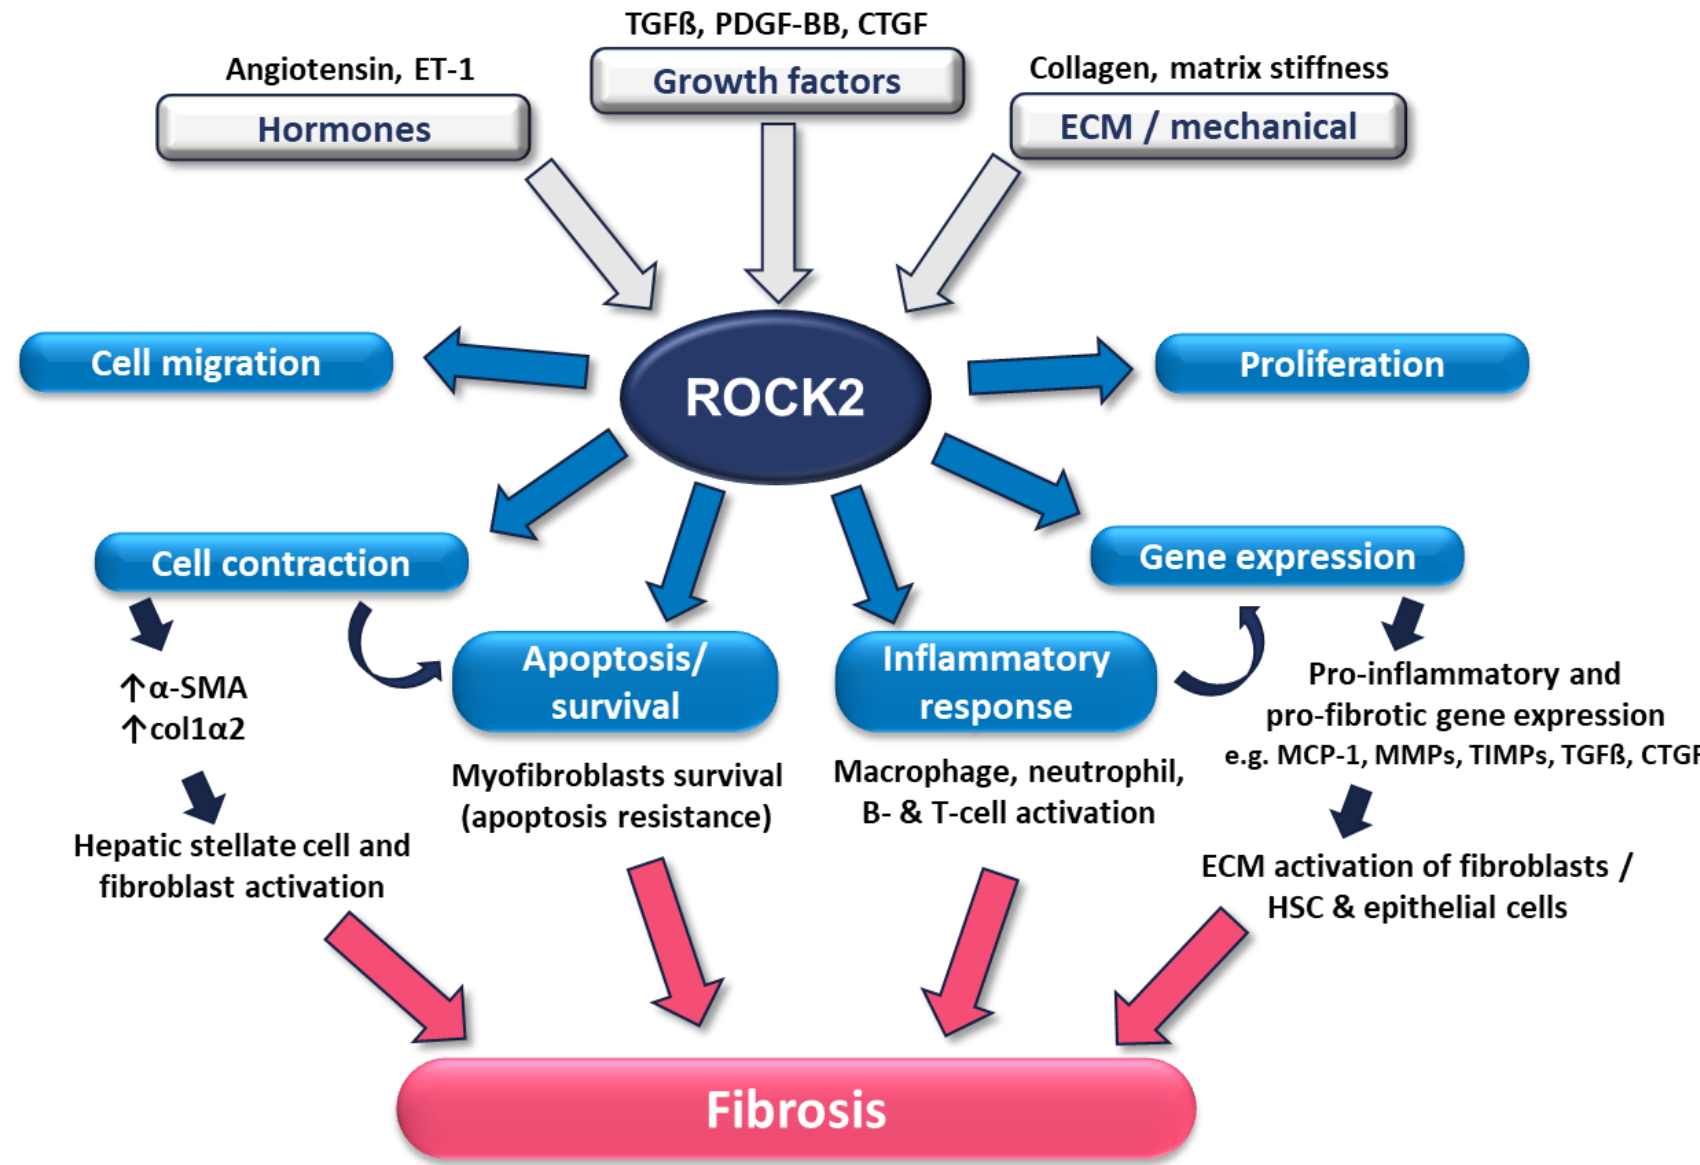 TGFß, PDGF-BB, CTGF
Growth factors
Angiotensin, ET-1
Hormones
Collagen, matrix stiffness
ECM / mechanical
ROCK2
Cell migration
Proliferation
Cell contraction
Gene expression
Apoptosis/
survival
Inflammatory
response
↑α-SMA
↑col1α2
Pro-inflammatory and
pro-fibrotic gene expression
e.g. MCP-1, MMPs, TIMPs, TGFß, CTGF
Myofibroblasts survival
(apoptosis resistance)
Macrophage, neutrophil,
B- & T-cell activation
Hepatic stellate cell and
fibroblast activation
ECM activation of fibroblasts /
HSC & epithelial cells
Fibrosis